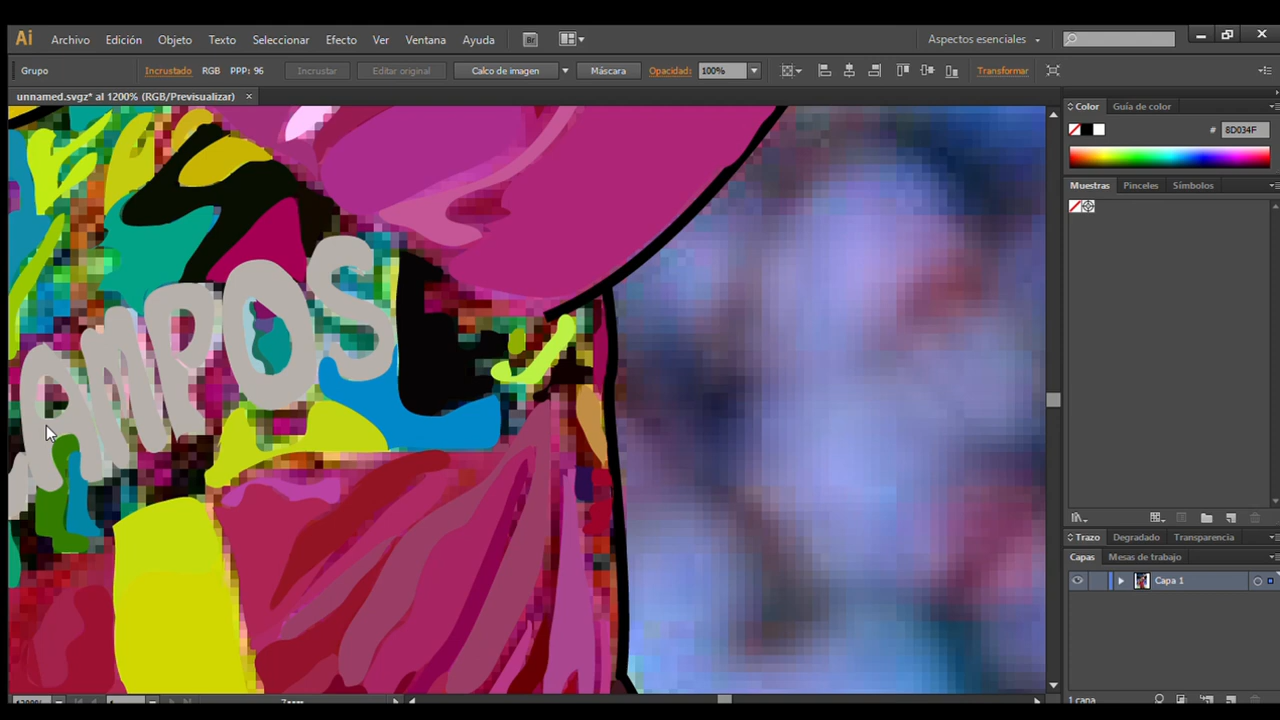 Ai Archivo Edición Objeto Texto Seleccionar Efecto Ver Ventana Ayuda Br Aspectos esenciales
Grupo Incrustado RGB PPP: 96 Incrustar Editar original Calco de imagen Máscara Opacidad: 100% Transformar
unnamed.svgz* al 1200% (RGB/Previsualizar) ×
Color Guía de color
# 8D034F
Muestras Pinceles Símbolos
AMPOS
Trazo Degradado Transparencia
Capas Mesas de trabajo
Capa 1
1 capa